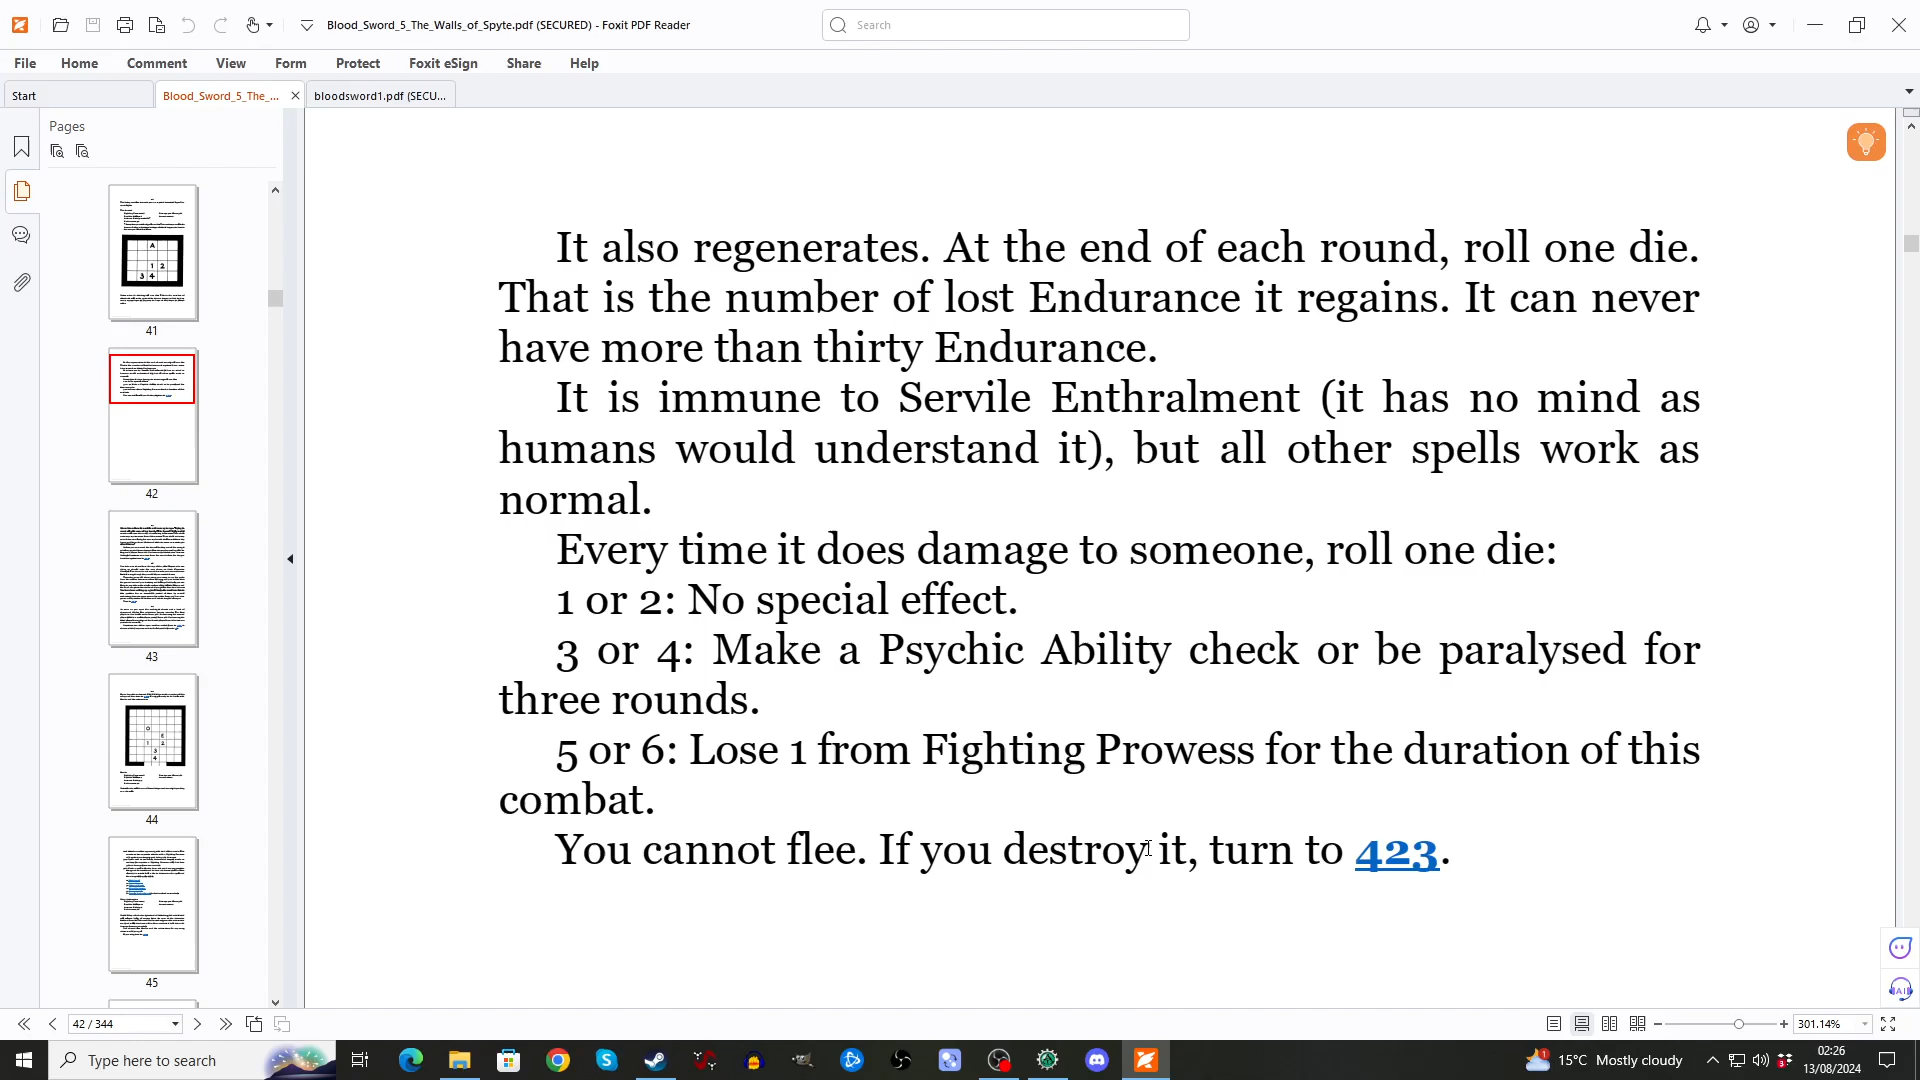 Blood_Sword_5_The_Walls_of_Spyte.pdf (SECURED) - Foxit PDF Reader
Search
File Home Comment View Form Protect Foxit eSign Share Help
Start
Blood_Sword_5_The_...
bloodsword1.pdf (SECU...
Pages
41
42
43
44
45
It also regenerates. At the end of each round, roll one die.
That is the number of lost Endurance it regains. It can never
have more than thirty Endurance.
It is immune to Servile Enthralment (it has no mind as
humans would understand it), but all other spells work as
normal.
Every time it does damage to someone, roll one die:
1 or 2: No special effect.
3 or 4: Make a Psychic Ability check or be paralysed for
three rounds.
5 or 6: Lose 1 from Fighting Prowess for the duration of this
combat.
You cannot flee. If you destroy it, turn to 423.
42 / 344
301.14%
Type here to search
15°C Mostly cloudy
02:26
13/08/2024